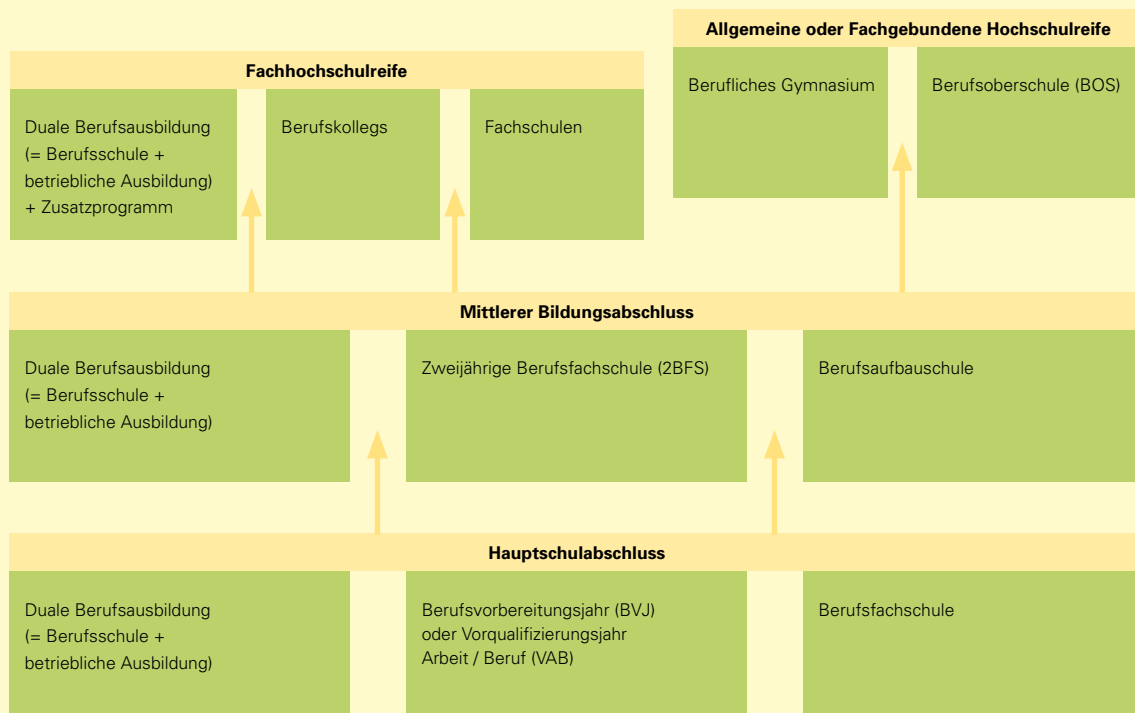 Allgemeine oder Fachgebundene Hochschulreife
Berufliches Gymnasium
Berufsoberschule (BOS)
Fachhochschulreife
Duale Berufsausbildung
(= Berufsschule +
betriebliche Ausbildung)
+ Zusatzprogramm
Berufskollegs
Fachschulen
Mittlerer Bildungsabschluss
Duale Berufsausbildung
(= Berufsschule +
betriebliche Ausbildung)
Zweijährige Berufsfachschule (2BFS)
Berufsaufbauschule
Hauptschulabschluss
Duale Berufsausbildung
(= Berufsschule +
betriebliche Ausbildung)
Berufsvorbereitungsjahr (BVJ)
oder Vorqualifizierungsjahr
Arbeit / Beruf (VAB)
Berufsfachschule